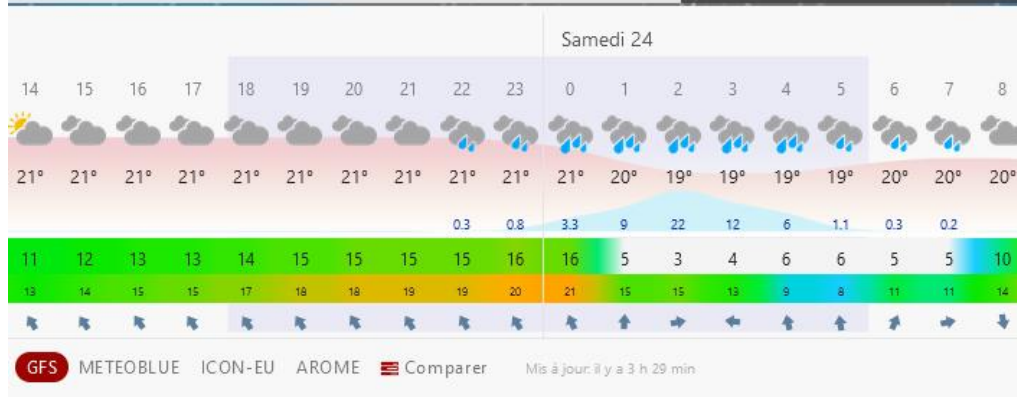 Samedi 24
14 15 16 17 18 19 20 21 22 23 0 1 2 3 4 5 6 7 8
21° 21° 21° 21° 21° 21° 21° 21° 21° 21° 21° 20° 19° 19° 19° 19° 20° 20° 20°
0.3 0.8 3.3 9 22 12 6 1.1 0.3 0.2
11 12 13 13 14 15 15 15 15 16 16 5 3 4 6 6 5 5 10
13 14 15 15 17 18 18 19 19 20 21 15 15 13 9 8 11 11 14
GFS METEOBLUE ICON-EU AROME Comparer Mis à jour: il y a 3 h 29 min